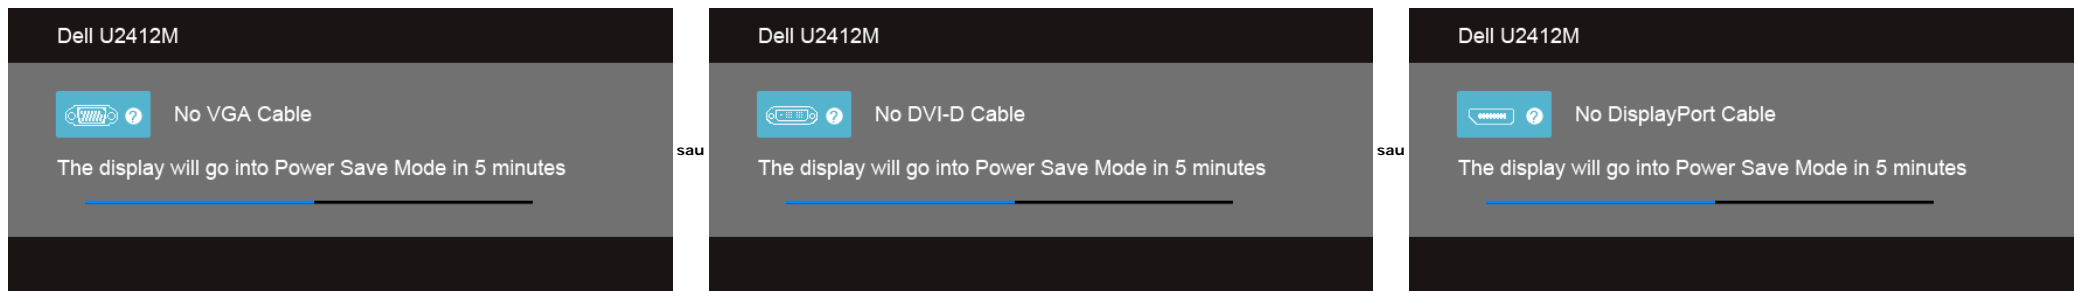 Dell U2412M
No VGA Cable
The display will go into Power Save Mode in 5 minutes
sau
Dell U2412M
No DVI-D Cable
The display will go into Power Save Mode in 5 minutes
sau
Dell U2412M
No DisplayPort Cable
The display will go into Power Save Mode in 5 minutes